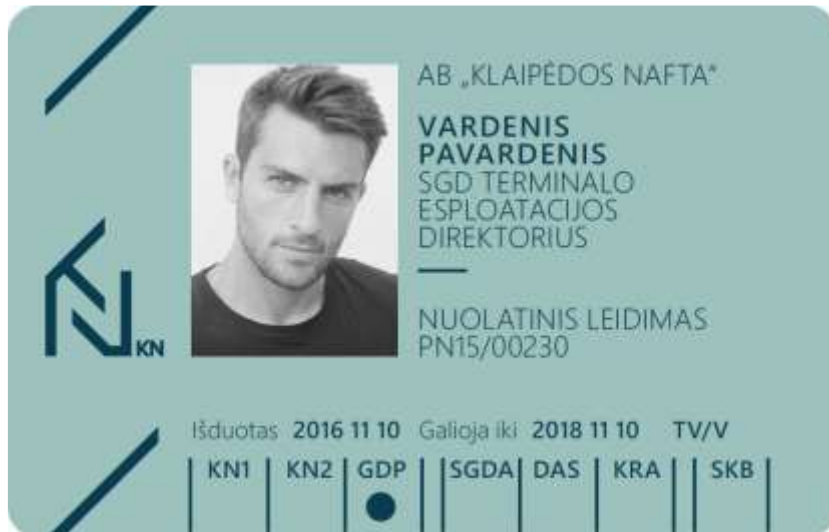 AB „KLAIPĖDOS NAFTA“
VARDENIS
PAVARDENIS
SGD TERMINALO
ESPLOATACIJOS
DIREKTORIUS
NUOLATINIS LEIDIMAS
PN15/00230
KN
Išduotas 2016 11 10 Galioja iki 2018 11 10 TV/V
KN1 KN2 GDP SGDA DAS KRA SKB